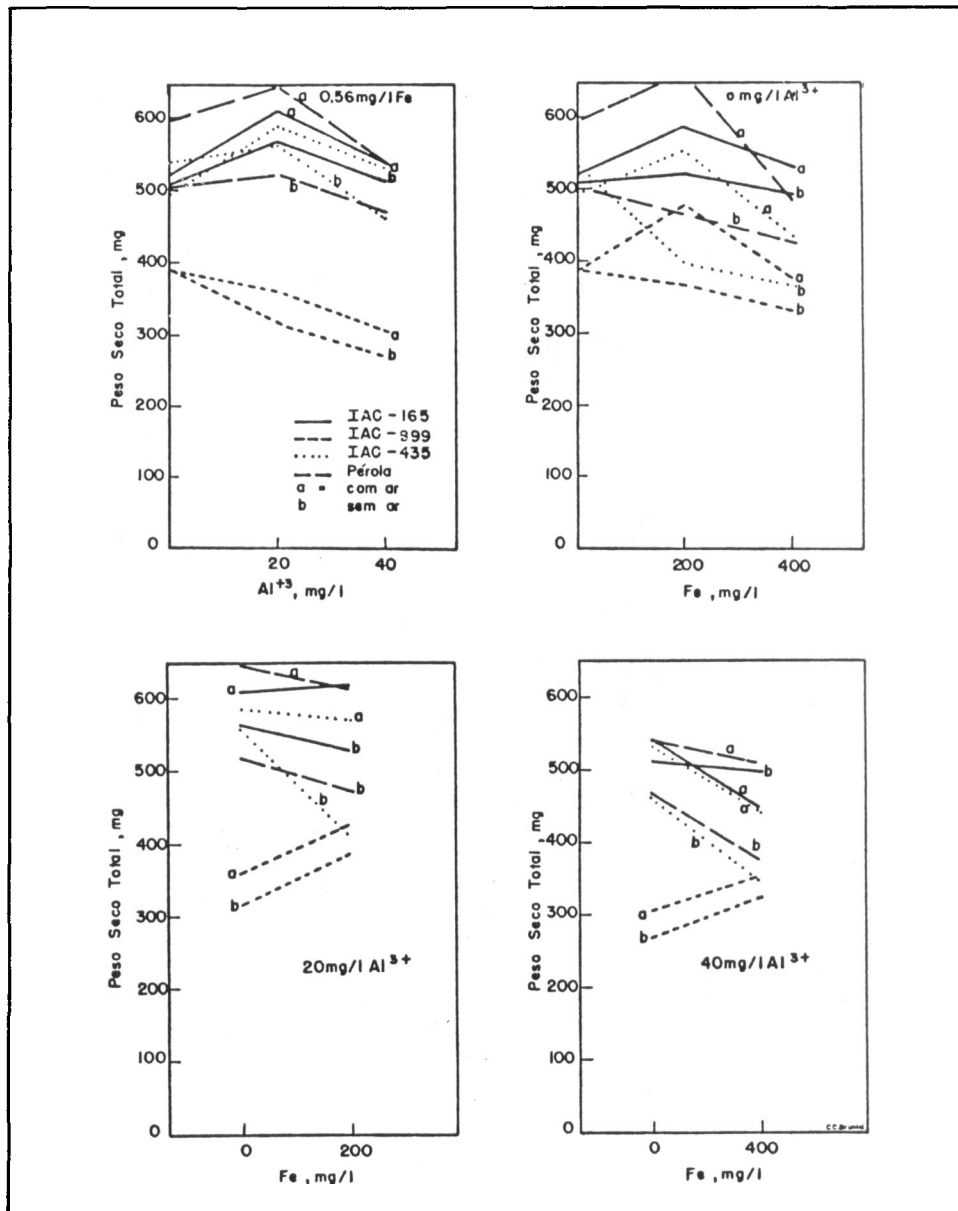 0.56mg/l Fe
Peso Seco Total, mg
600
500
400
300
200
100
0
a
a
b
b
a
b
a
b
IAC-165
IAC-899
IAC-435
Pérola
a = com ar
b sem ar
20
40
Al+3, mg/l
0 mg/l Al3+
Peso Seco Total, mg
600
500
400
300
200
100
0
a
a
b
a
b
a
b
b
200
400
Fe, mg/l
Peso Seco Total, mg
600
500
400
300
200
100
0
a
a
a
b
b
b
a
b
20mg/l Al3+
0
200
Fe, mg/l
Peso Seco Total, mg
600
500
400
300
200
100
0
a
b
a
a
b
b
a
b
40mg/l Al3+
0
400
Fe, mg/l